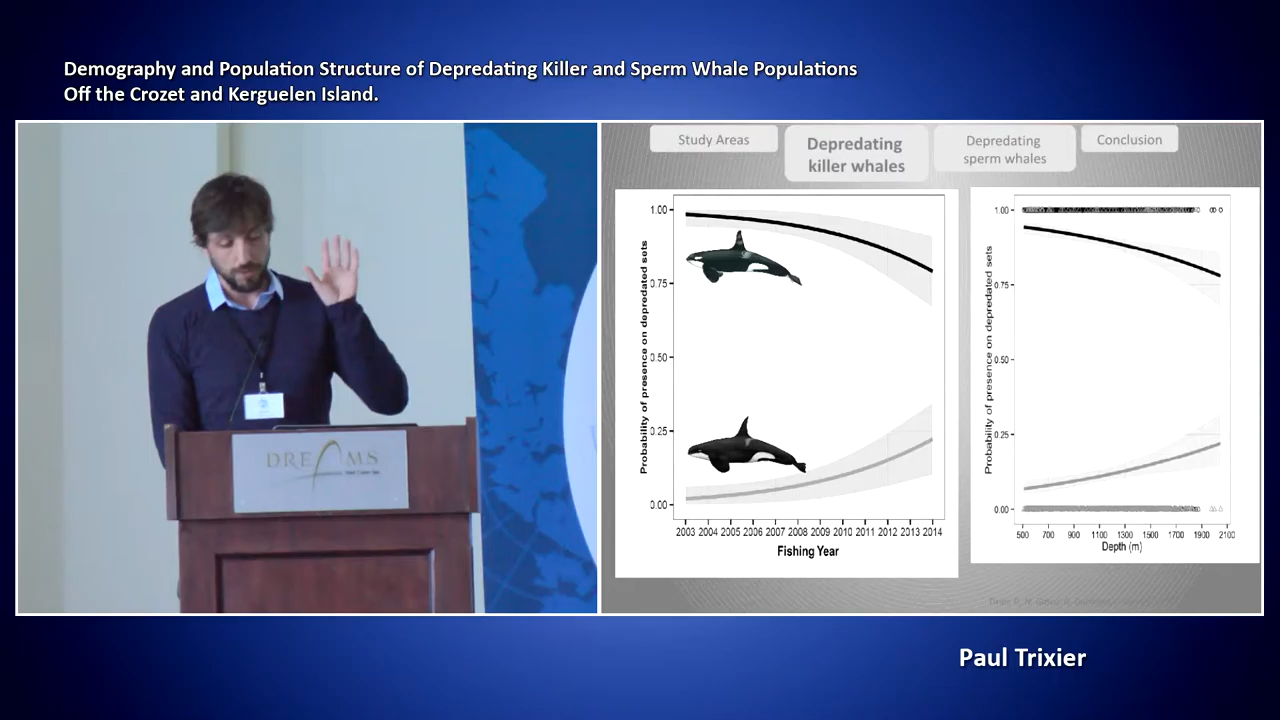 Demography and Population Structure of Depredating Killer and Sperm Whale Populations
Off the Crozet and Kerguelen Island.
Study Areas
Depredating
killer whales
Depredating
sperm whales
Conclusion
Probability of presence on depredated sets
1.00
0.75
0.50
0.25
0.00
2003 2004 2005 2006 2007 2008 2009 2010 2011 2012 2013 2014
Fishing Year
Probability of presence on depredated sets
1.00
0.75
0.50
0.25
0.00
500 700 900 1100 1300 1500 1700 1900 2100
Depth (m)
DREAMS
Paul Trixier